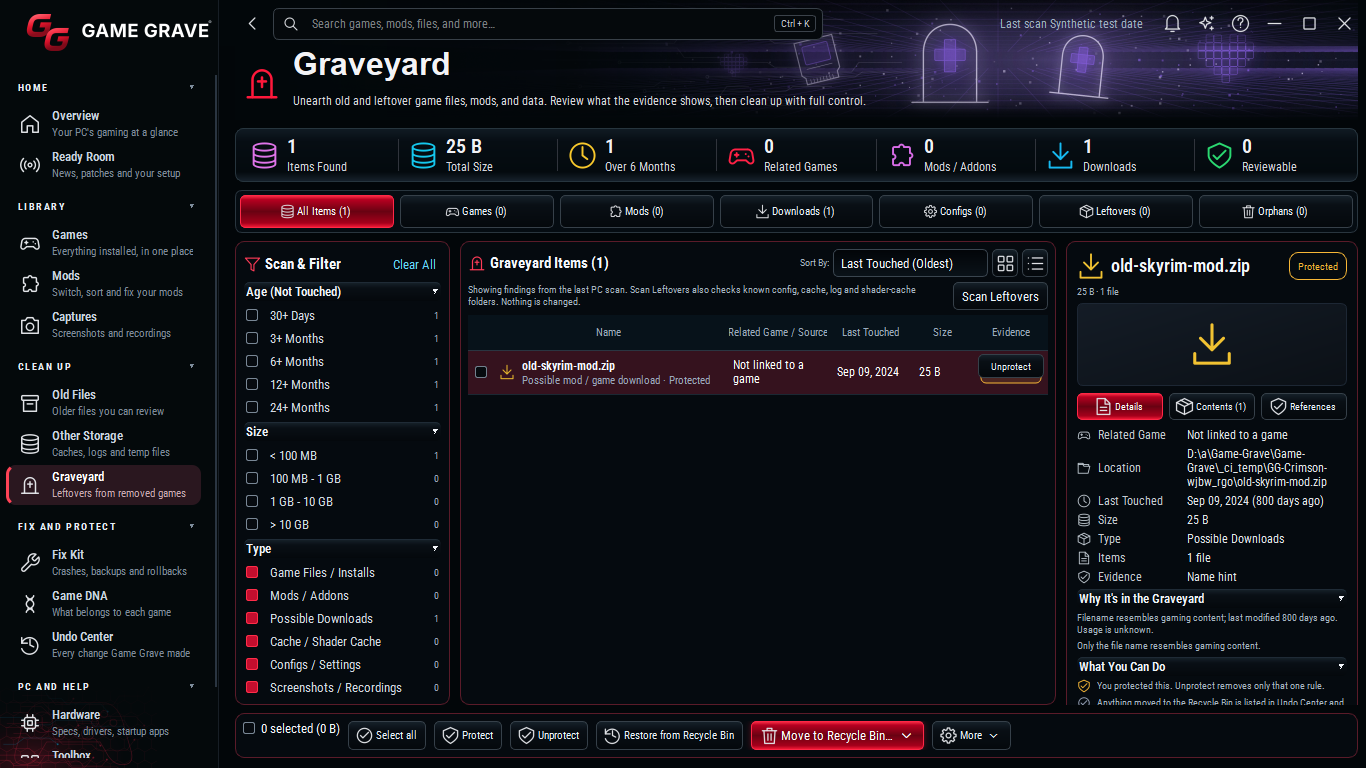 GAME GRAVE
Search games, mods, files, and more...
Ctrl + K
Last scan Synthetic test date
HOME
Overview
Your PC's gaming at a glance
Ready Room
News, patches and your setup
LIBRARY
Games
Everything installed, in one place
Mods
Switch, sort and fix your mods
Captures
Screenshots and recordings
CLEAN UP
Old Files
Older files you can review
Other Storage
Caches, logs and temp files
Graveyard
Leftovers from removed games
FIX AND PROTECT
Fix Kit
Crashes, backups and rollbacks
Game DNA
What belongs to each game
Undo Center
Every change Game Grave made
PC AND HELP
Hardware
Specs, drivers, startup apps
Toolbox
Graveyard
Unearth old and leftover game files, mods, and data. Review what the evidence shows, then clean up with full control.
1
Items Found
25 B
Total Size
1
Over 6 Months
0
Related Games
0
Mods / Addons
1
Downloads
0
Reviewable
All Items (1)
Games (0)
Mods (0)
Downloads (1)
Configs (0)
Leftovers (0)
Orphans (0)
Scan & Filter
Clear All
Age (Not Touched)
30+ Days 1
3+ Months 1
6+ Months 1
12+ Months 1
24+ Months 1
Size
< 100 MB 1
100 MB - 1 GB 0
1 GB - 10 GB 0
> 10 GB 0
Type
Game Files / Installs 0
Mods / Addons 0
Possible Downloads 1
Cache / Shader Cache 0
Configs / Settings 0
Screenshots / Recordings 0
Graveyard Items (1)
Sort By:
Last Touched (Oldest)
Showing findings from the last PC scan. Scan Leftovers also checks known config, cache, log and shader-cache
folders. Nothing is changed.
Scan Leftovers
Name
Related Game / Source
Last Touched
Size
Evidence
old-skyrim-mod.zip
Possible mod / game download · Protected
Not linked to a
game
Sep 09, 2024
25 B
Unprotect
old-skyrim-mod.zip
Protected
25 B · 1 file
Details
Contents (1)
References
Related Game
Not linked to a game
Location
D:\a\Game-Grave\Game-
Grave\_ci_temp\GG-Crimson-
wjbw_rgo\old-skyrim-mod.zip
Last Touched
Sep 09, 2024 (800 days ago)
Size
25 B
Type
Possible Downloads
Items
1 file
Evidence
Name hint
Why It's in the Graveyard
Filename resembles gaming content; last modified 800 days ago.
Usage is unknown.
Only the file name resembles gaming content.
What You Can Do
You protected this. Unprotect removes only that one rule.
Anything moved to the Recycle Bin is listed in Undo Center and
0 selected (0 B)
Select all
Protect
Unprotect
Restore from Recycle Bin
Move to Recycle Bin...
More